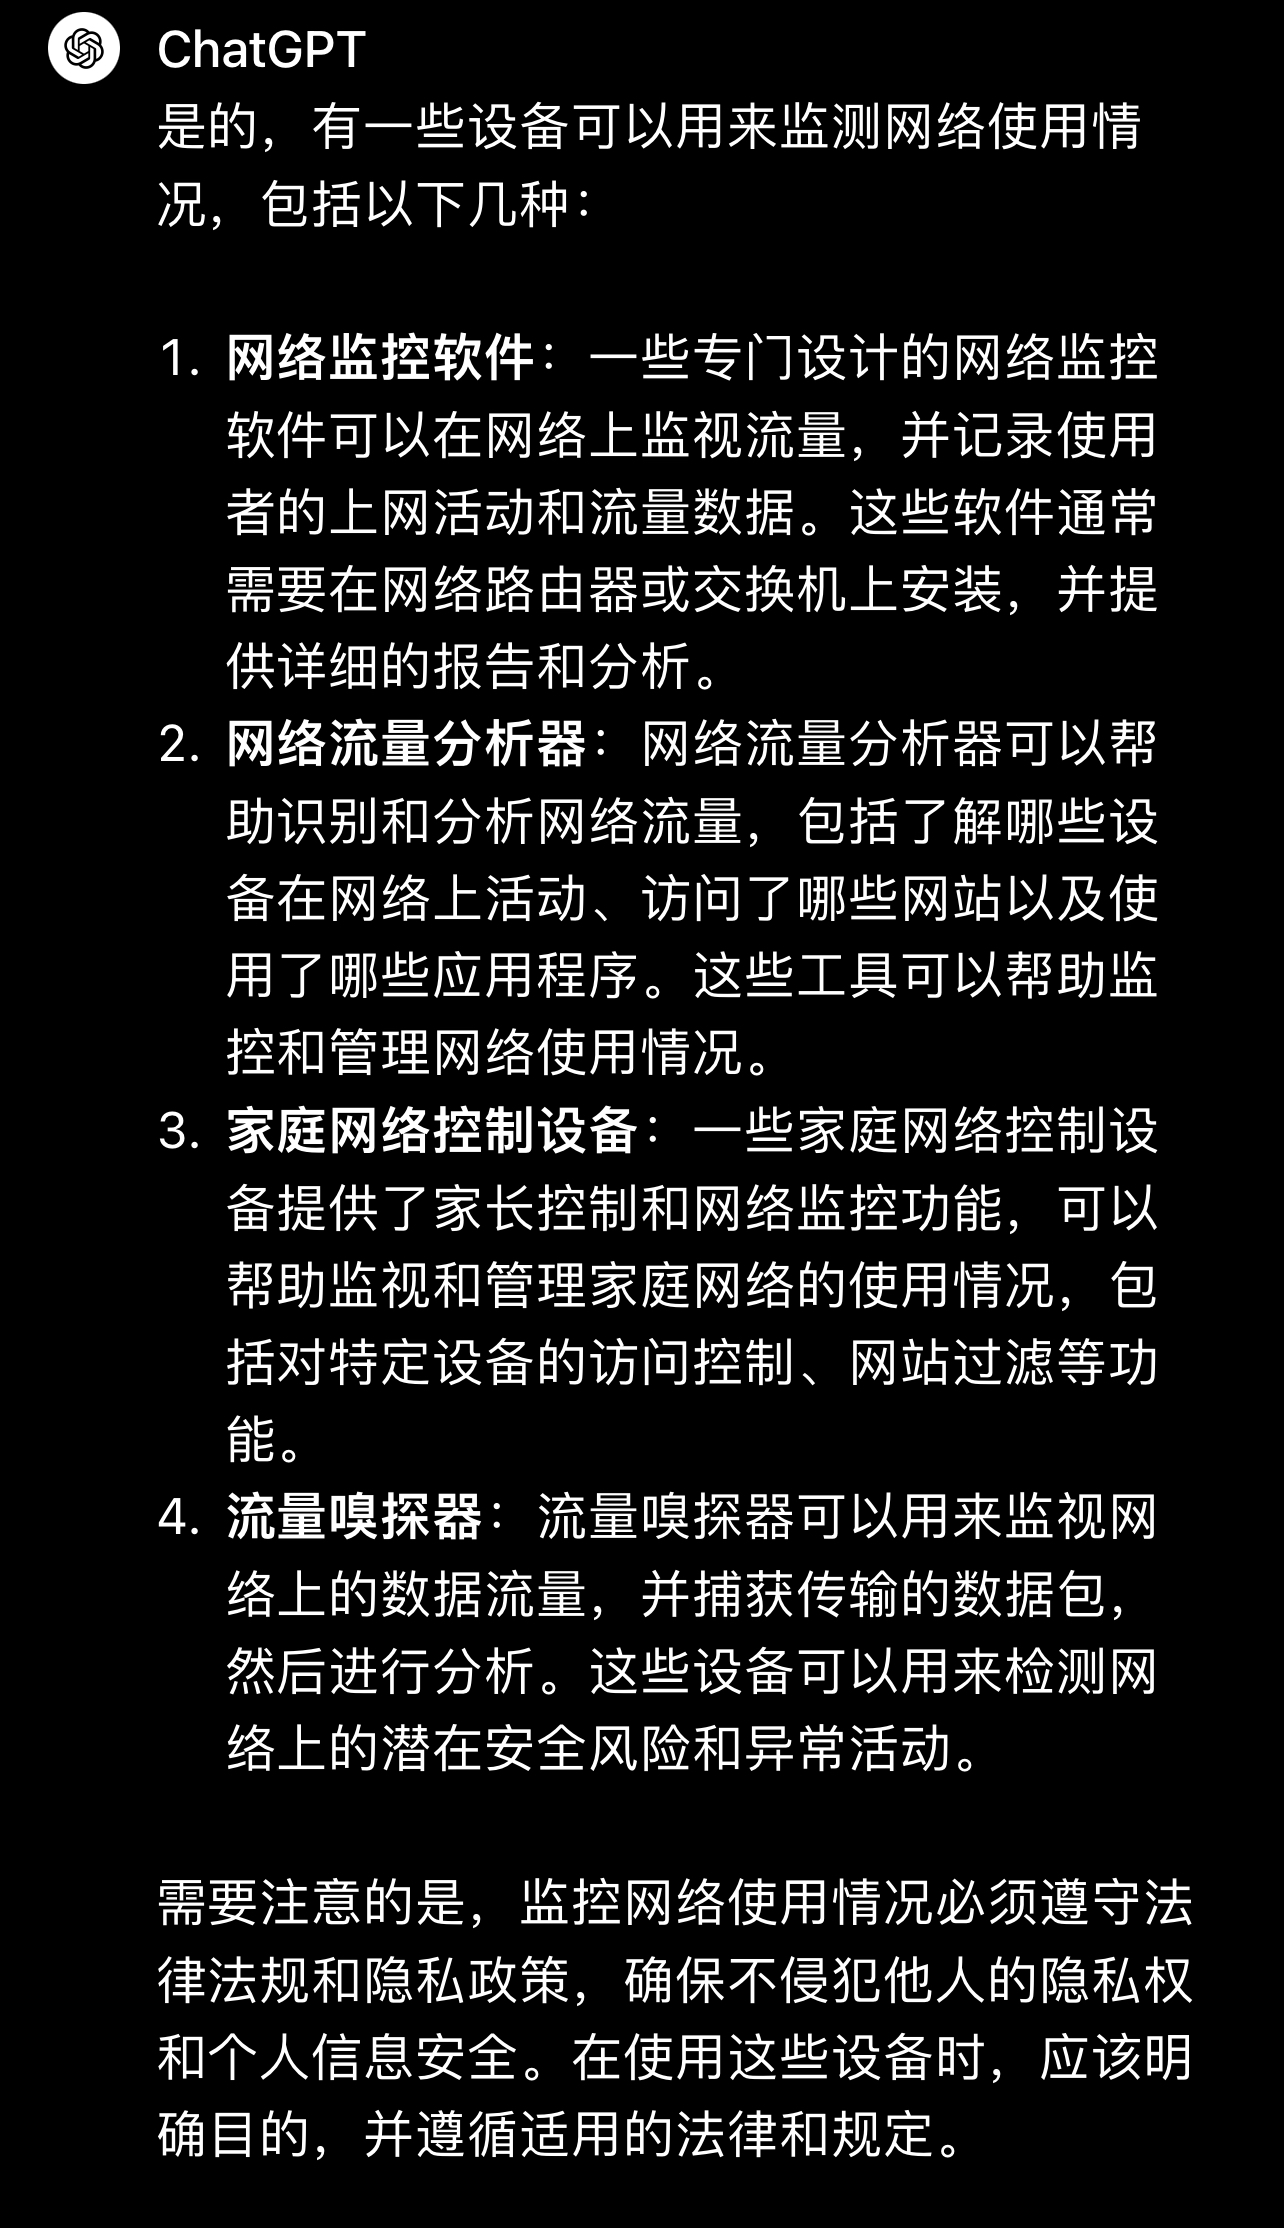 ChatGPT
是的，有一些设备可以用来监测网络使用情
况，包括以下几种：
1. 网络监控软件：一些专门设计的网络监控
软件可以在网络上监视流量，并记录使用
者的上网活动和流量数据。这些软件通常
需要在网络路由器或交换机上安装，并提
供详细的报告和分析。
2. 网络流量分析器：网络流量分析器可以帮
助识别和分析网络流量，包括了解哪些设
备在网络上活动、访问了哪些网站以及使
用了哪些应用程序。这些工具可以帮助监
控和管理网络使用情况。
3. 家庭网络控制设备：一些家庭网络控制设
备提供了家长控制和网络监控功能，可以
帮助监视和管理家庭网络的使用情况，包
括对特定设备的访问控制、网站过滤等功
能。
4. 流量嗅探器：流量嗅探器可以用来监视网
络上的数据流量，并捕获传输的数据包，
然后进行分析。这些设备可以用来检测网
络上的潜在安全风险和异常活动。
需要注意的是，监控网络使用情况必须遵守法
律法规和隐私政策，确保不侵犯他人的隐私权
和个人信息安全。在使用这些设备时，应该明
确目的，并遵循适用的法律和规定。